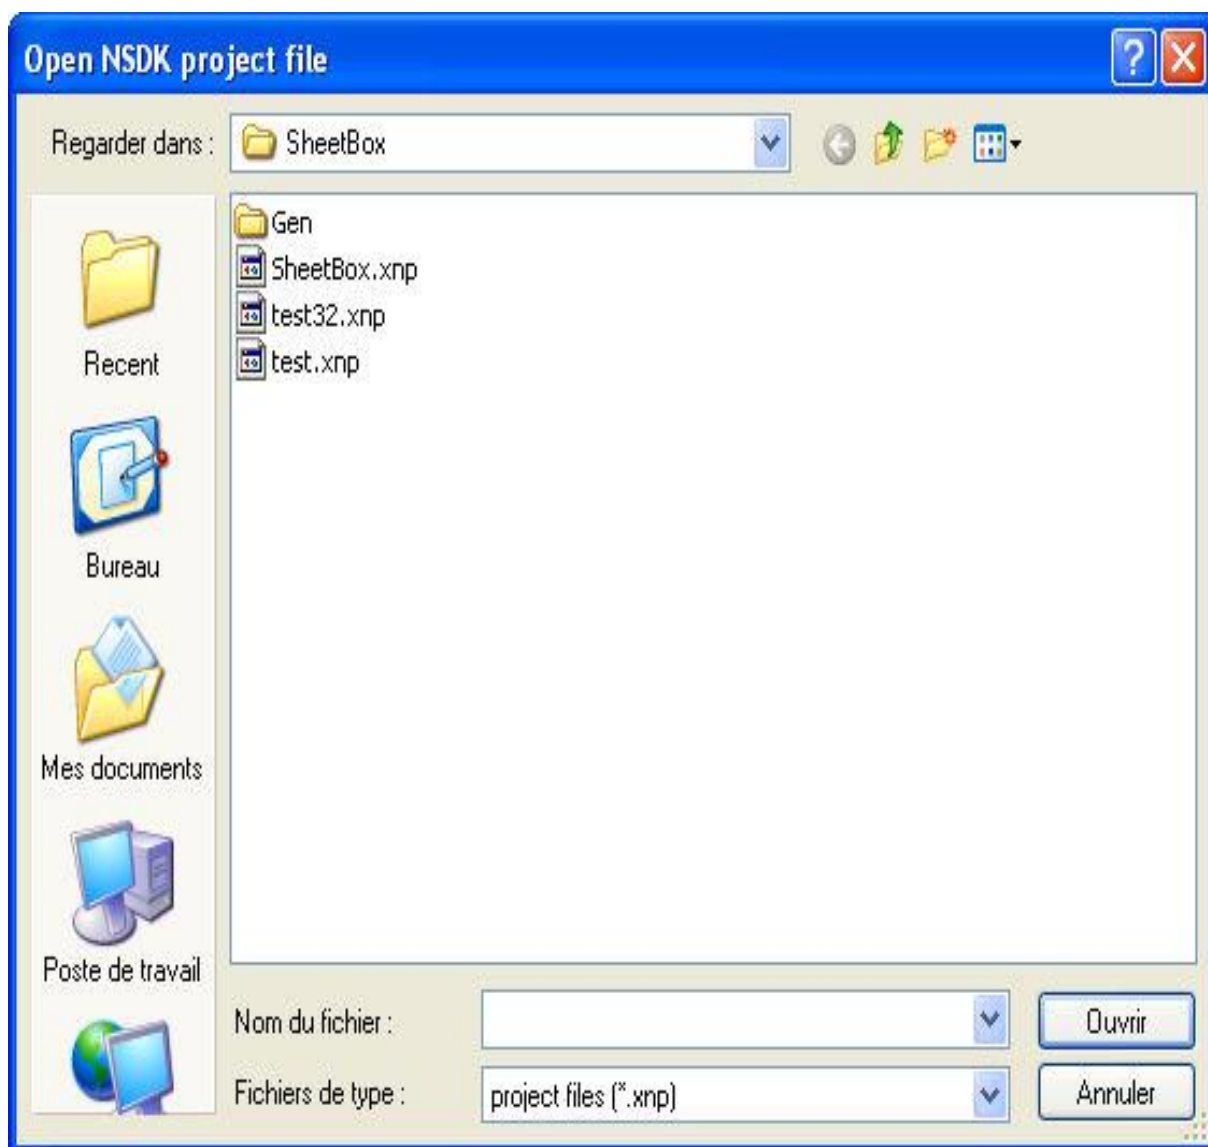 Open NSDK project file
Regarder dans :
SheetBox
Gen
SheetBox.xnp
test32.xnp
test.xnp
Recent
Bureau
Mes documents
Poste de travail
Nom du fichier :
Ouvrir
Fichiers de type :
project files (*.xnp)
Annuler